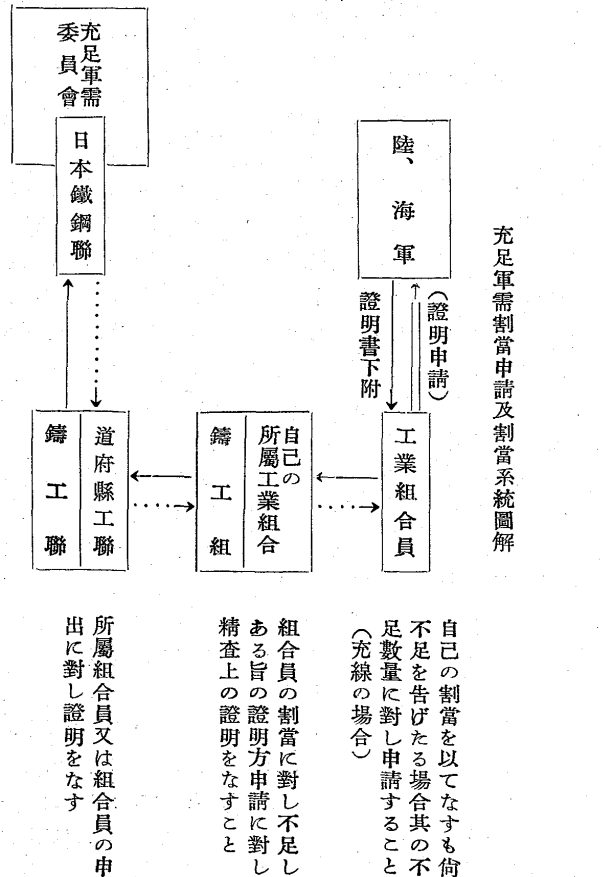 充足軍需割當申請及割當系統圖解
陸、海軍
（證明申請）
證明書下附
工業組合員
自己の
所屬工業組合
鑄工組
道府縣工聯
鑄工聯
充足軍需
委員會
日本鐵鋼聯
自己の割當を以てなすも尙
不足を吿げたる場合其の不
足數量に對し申請すること
（充線の場合）
組合員の割當に對し不足し
ある旨の證明方申請に對し
精査上の證明をなすこと
所屬組合員又は組合員の申
出に對し證明をなす